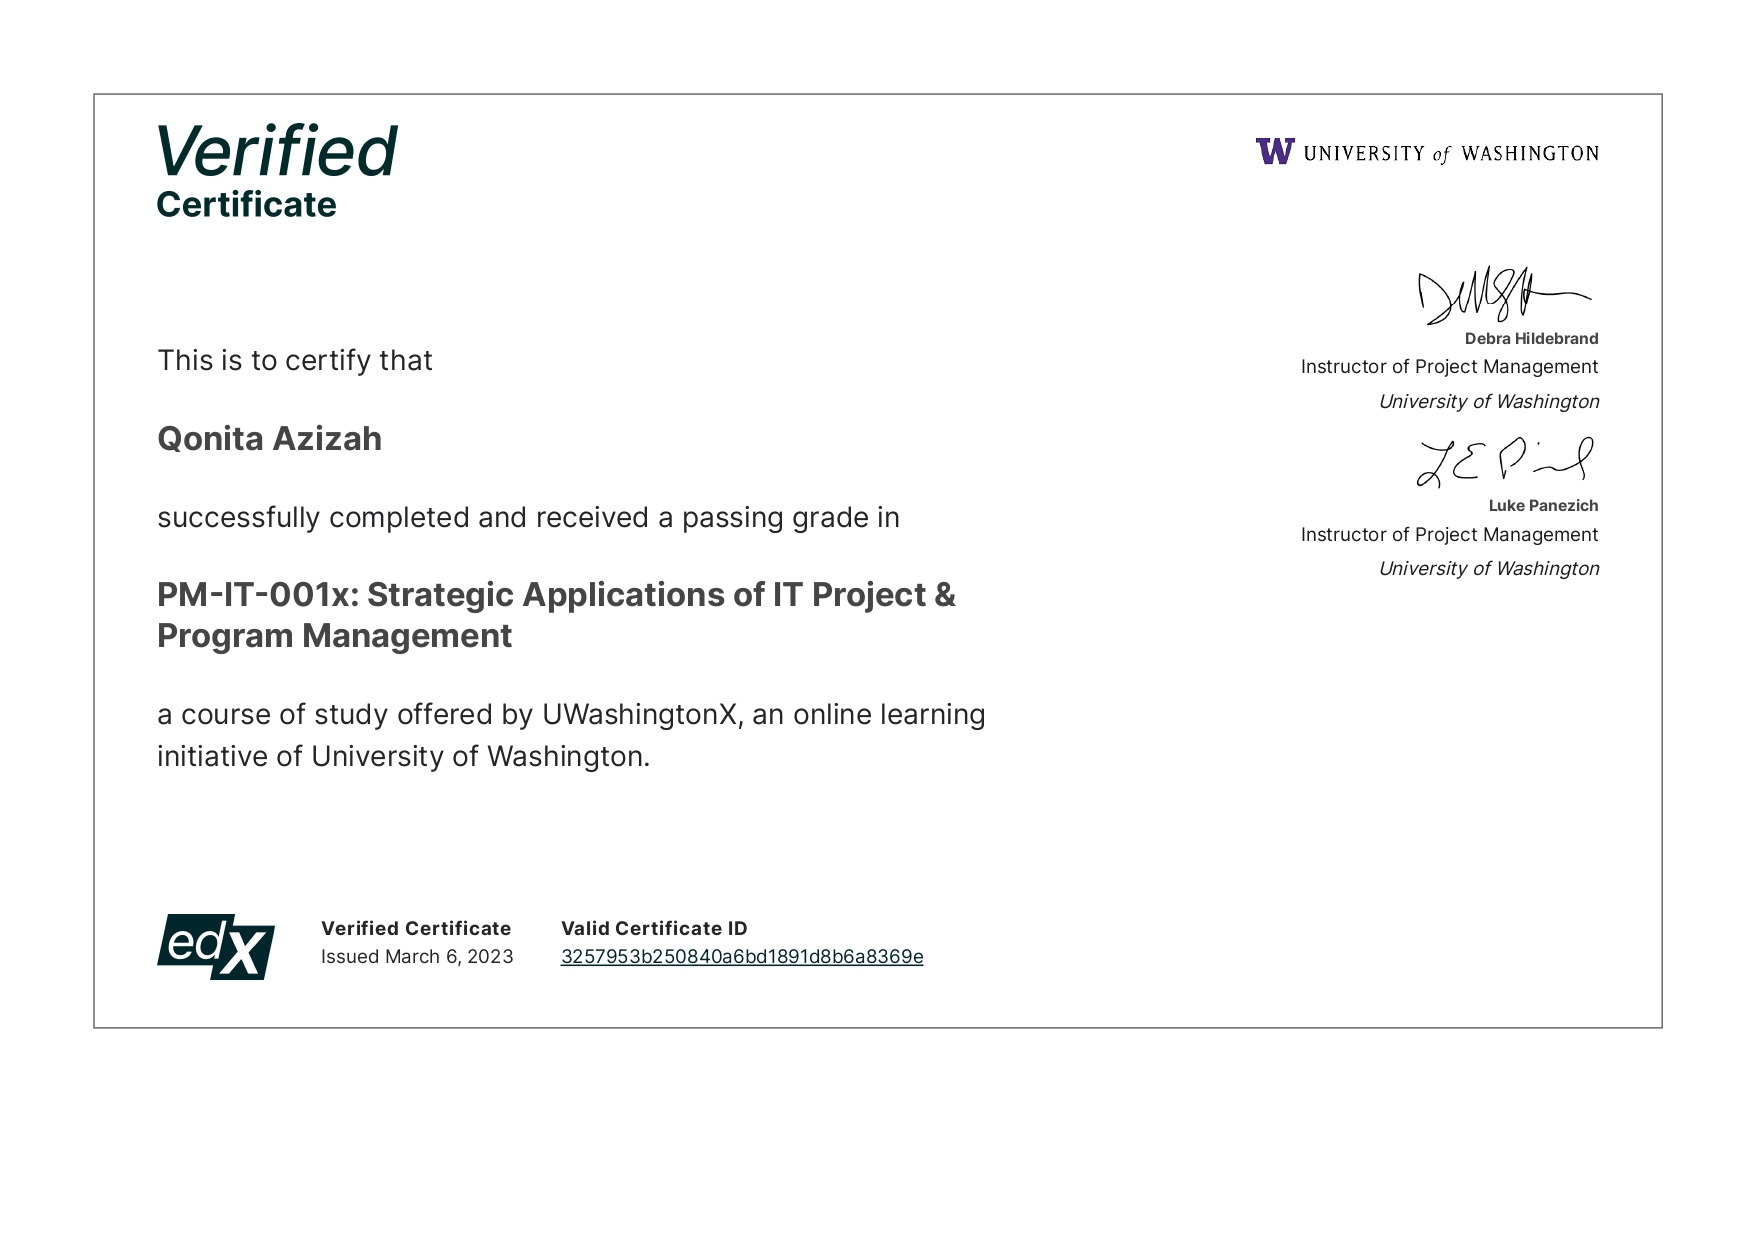 Verified
Certificate
UNIVERSITY of WASHINGTON
This is to certify that
Qonita Azizah
successfully completed and received a passing grade in
PM-IT-001x: Strategic Applications of IT Project &
Program Management
a course of study offered by UWashingtonX, an online learning
initiative of University of Washington.
Debra Hildebrand
Instructor of Project Management
University of Washington
Luke Panezich
Instructor of Project Management
University of Washington
edX
Verified Certificate
Issued March 6, 2023
Valid Certificate ID
3257953b250840a6bd1891d8b6a8369e